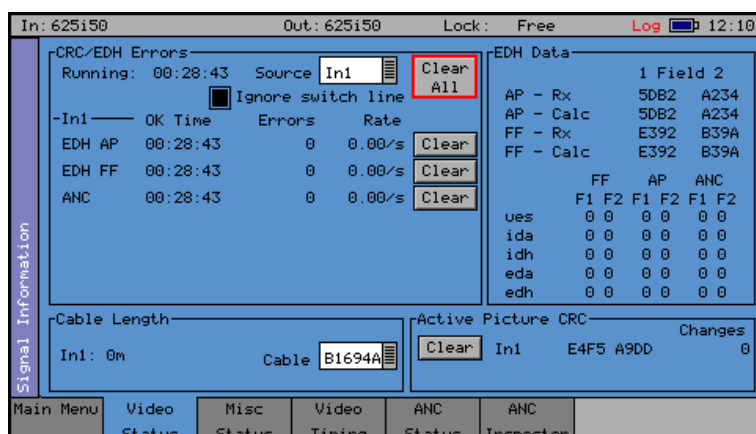 In: 625i50 Out: 625i50 Lock: Free Log 12:10
Signal Information
CRC/EDH Errors
Running: 00:28:43 Source In1 Clear All
Ignore switch line
In1 OK Time Errors Rate
EDH AP 00:28:43 0 0.00/s Clear
EDH FF 00:28:43 0 0.00/s Clear
ANC 00:28:43 0 0.00/s Clear
EDH Data
1 Field 2
AP - Rx 5DB2 A234
AP - Calc 5DB2 A234
FF - Rx E392 B39A
FF - Calc E392 B39A
FF AP ANC
F1 F2 F1 F2 F1 F2
ues 0 0 0 0 0 0
ida 0 0 0 0 0 0
idh 0 0 0 0 0 0
eda 0 0 0 0 0 0
edh 0 0 0 0 0 0
Cable Length
In1: 0m Cable B1694A
Active Picture CRC
Changes
Clear In1 E4F5 A9DD 0
Main Menu Video Status Misc Status Video Timing ANC Status ANC Inspector